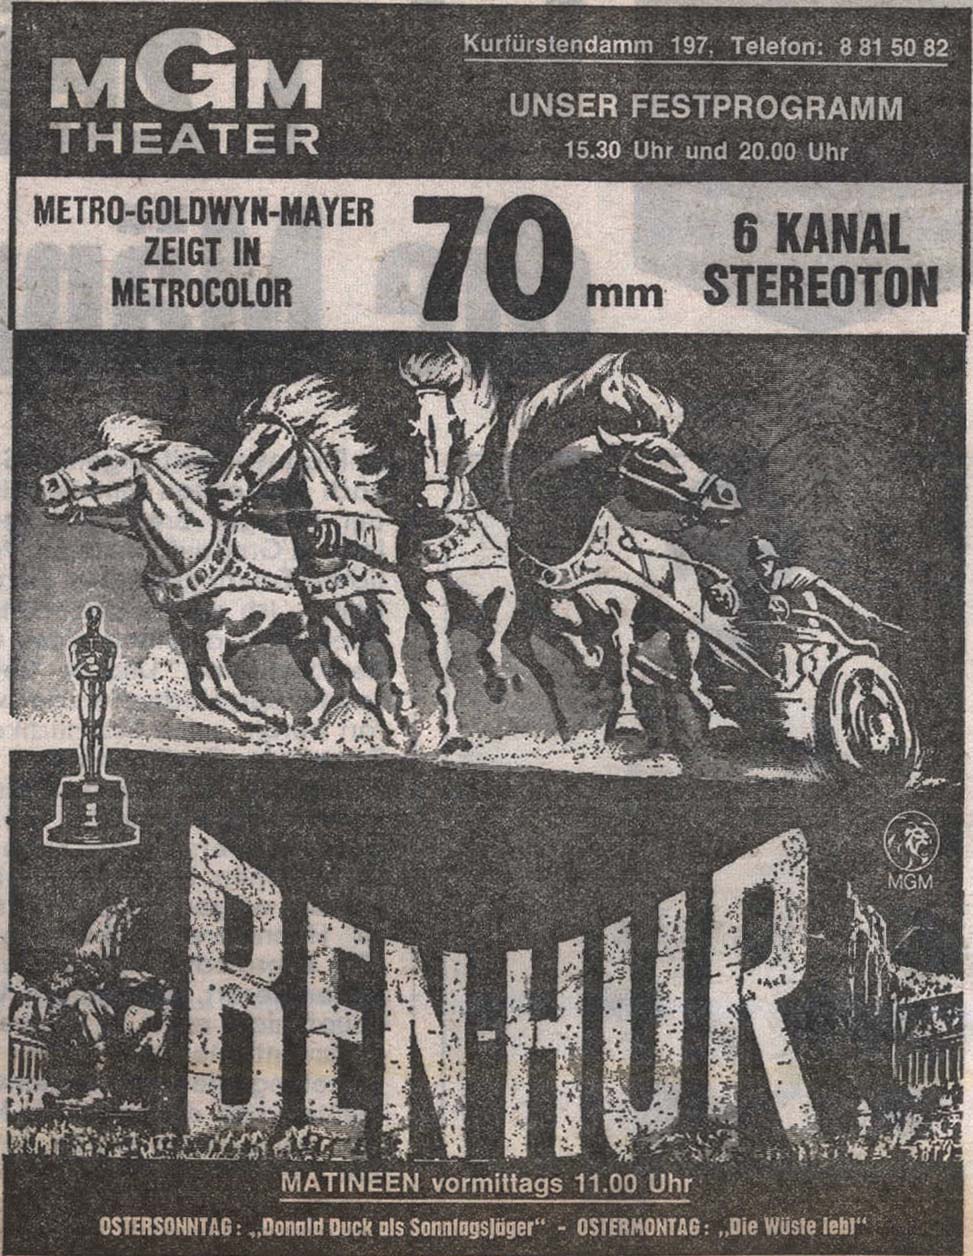 MGM
THEATER
Kurfürstendamm 197, Telefon: 8 81 50 82
UNSER FESTPROGRAMM
15.30 Uhr und 20.00 Uhr
METRO-GOLDWYN-MAYER
ZEIGT IN
METROCOLOR
70 mm
6 KANAL
STEREOTON
MGM
BEN-HUR
MATINEEN vormittags 11.00 Uhr
OSTERSONNTAG: „Donald Duck als Sonntagsjäger“ - OSTERMONTAG: „Die Wüste lebt“